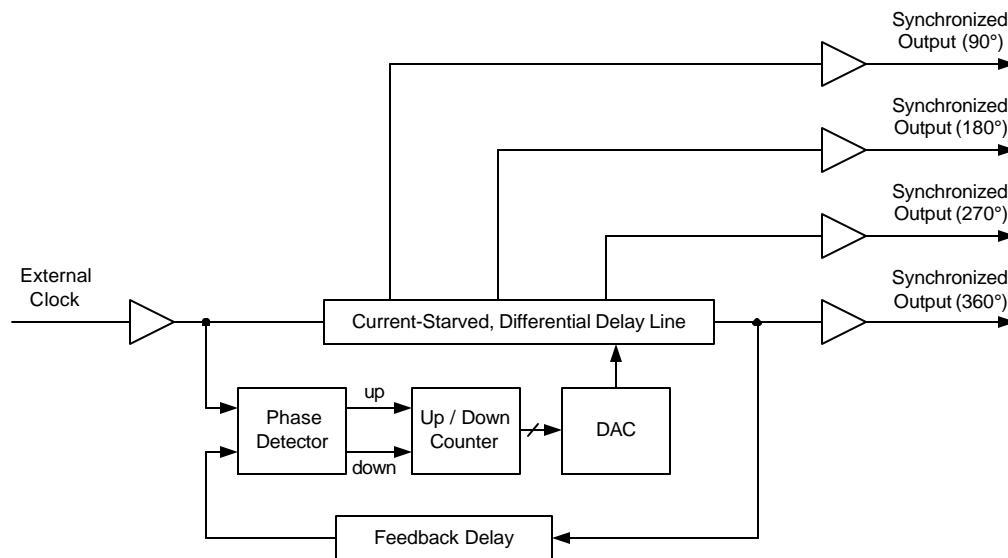 Synchronized
Output (90°)
Synchronized
Output (180°)
Synchronized
Output (270°)
External
Clock
Synchronized
Output (360°)
Current-Starved, Differential Delay Line
up
Phase
Detector
Up / Down
Counter
DAC
down
Feedback Delay